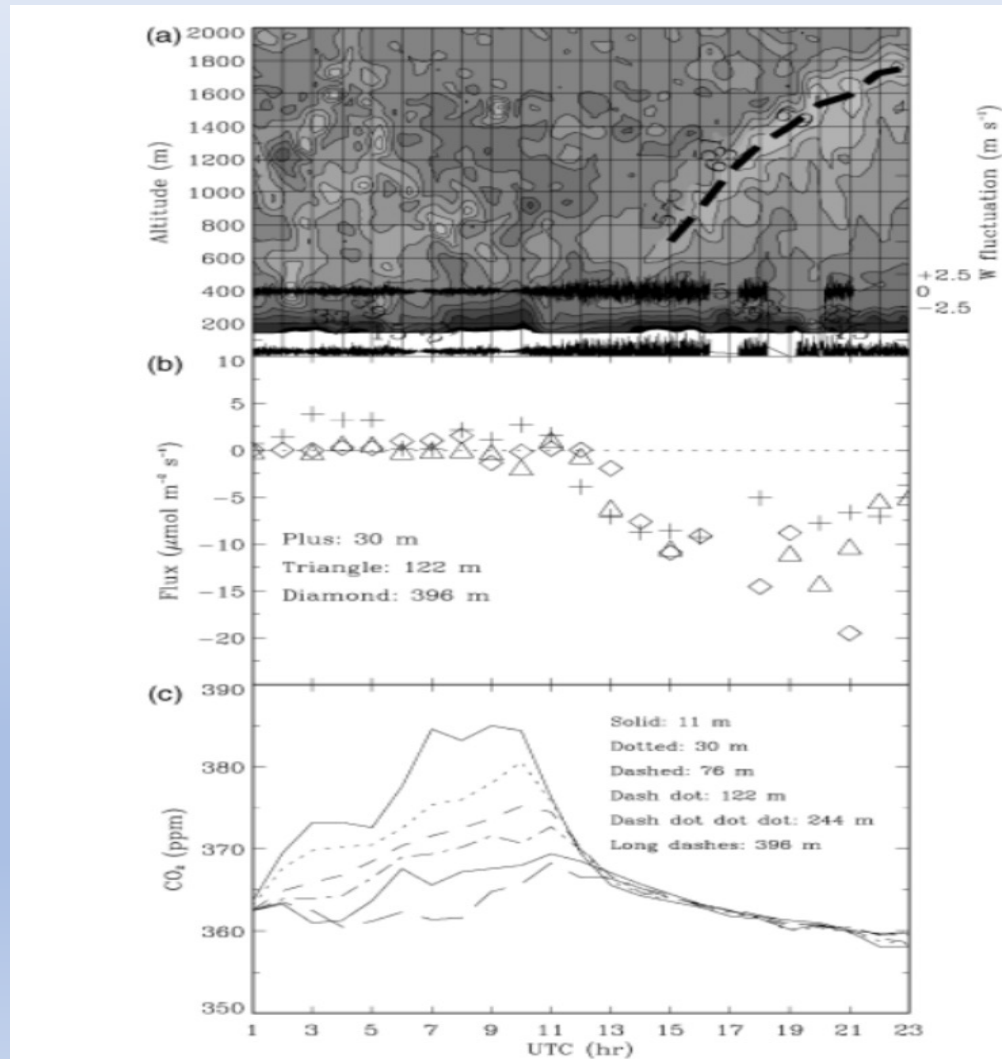 (a)
2000
1800
1600
1400
1200
1000
800
600
400
200
Altitude (m)
W fluctuation (m s⁻¹)
+2.5
0
−2.5
(b)
10
5
0
−5
−10
−15
−20
Flux (μmol m⁻² s⁻¹)
Plus: 30 m
Triangle: 122 m
Diamond: 396 m
(c)
390
380
370
360
350
CO₂ (ppm)
Solid: 11 m
Dotted: 30 m
Dashed: 76 m
Dash dot: 122 m
Dash dot dot dot: 244 m
Long dashes: 396 m
1 3 5 7 9 11 13 15 17 19 21 23
UTC (hr)